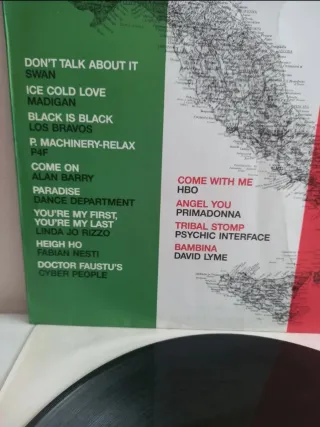 DON'T TALK ABOUT IT
SWAN
ICE COLD LOVE
MADIGAN
BLACK IS BLACK
LOS BRAVOS
P. MACHINERY-RELAX
P4F
COME ON
ALAN BARRY
PARADISE
DANCE DEPARTMENT
YOU'RE MY FIRST,
YOU'RE MY LAST
LINDA JO RIZZO
HEIGH HO
FABIAN NESTI
DOCTOR FAUSTU'S
CYBER PEOPLE
COME WITH ME
HBO
ANGEL YOU
PRIMADONNA
TRIBAL STOMP
PSYCHIC INTERFACE
BAMBINA
DAVID LYME